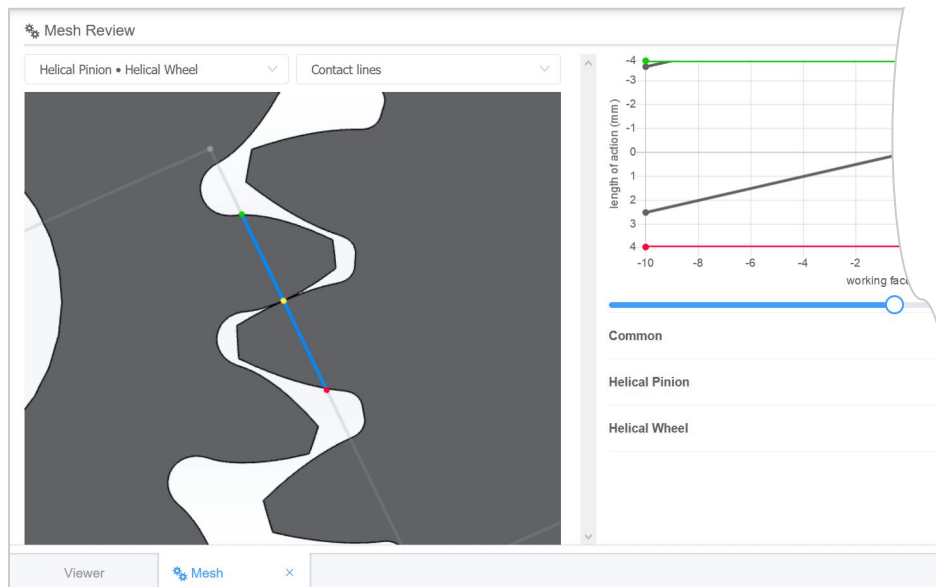 Mesh Review
Helical Pinion • Helical Wheel
Contact lines
length of action (mm)
-4
-3
-2
-1
0
1
2
3
4
-10 -8 -6 -4 -2
working
Common
Helical Pinion
Helical Wheel
Viewer
Mesh ×